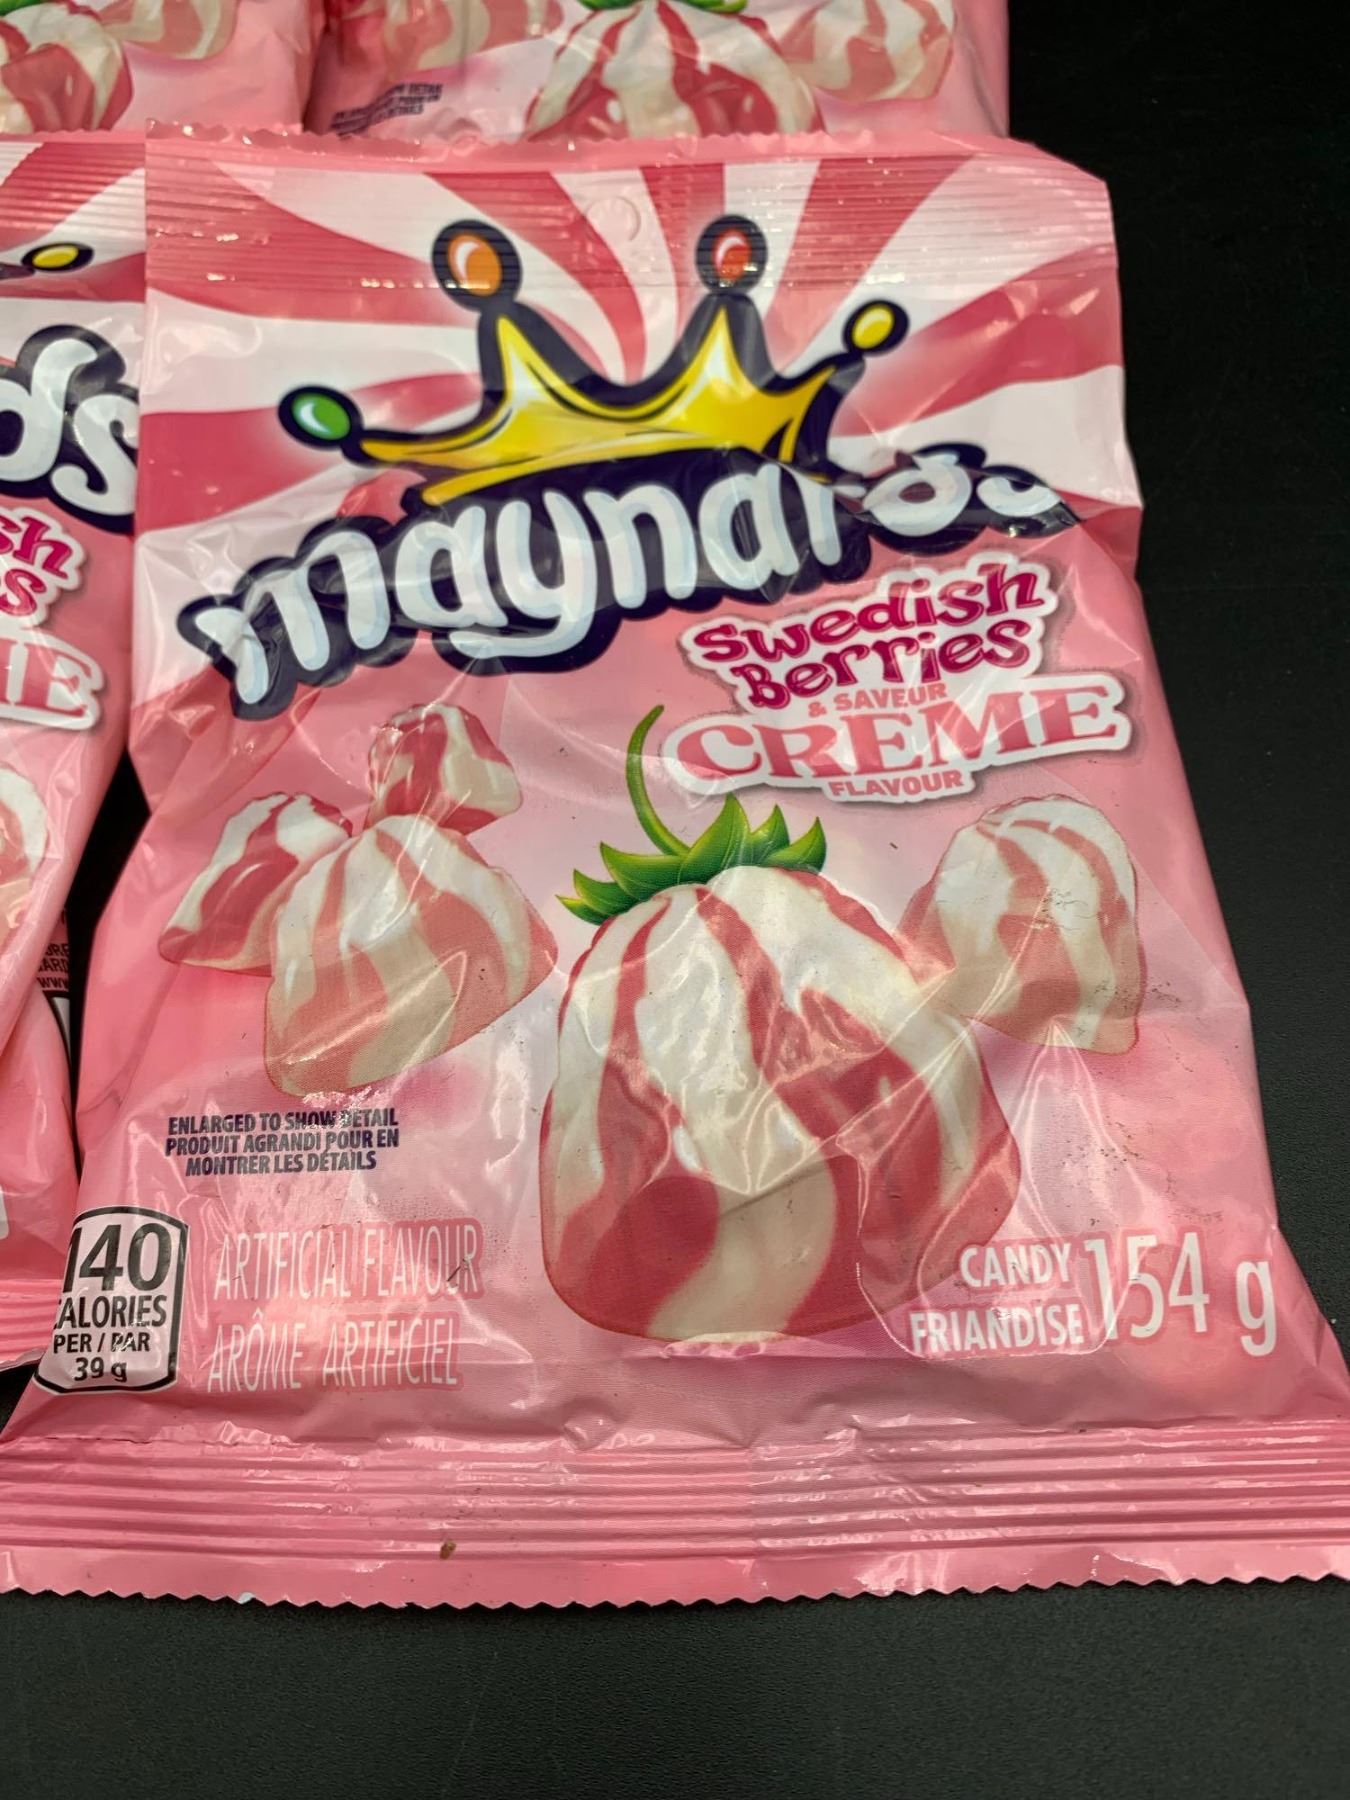 maynards
Swedish
Berries
& SAVEUR
CREME
FLAVOUR
ENLARGED TO SHOW DETAIL
PRODUIT AGRANDI POUR EN
MONTRER LES DÉTAILS
140
CALORIES
PER / PAR
39 g
ARTIFICIAL FLAVOUR
ARÔME ARTIFICIEL
CANDY
FRIANDISE
154 g